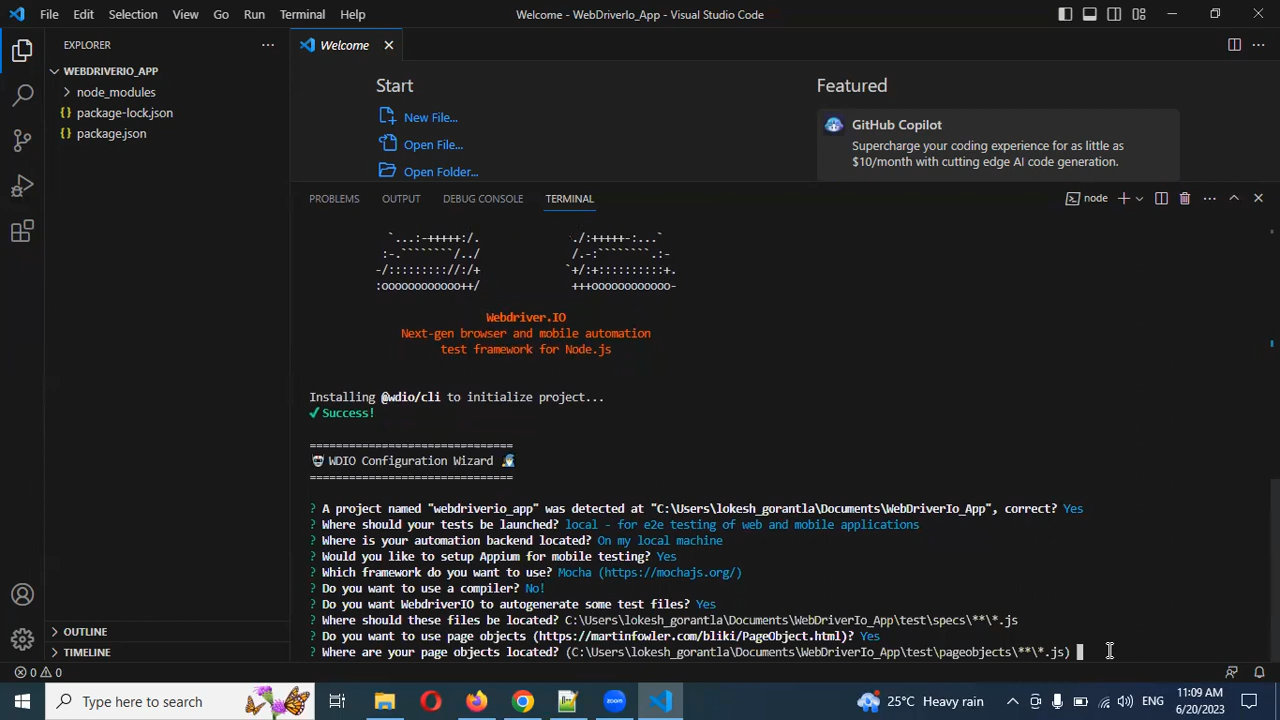 File Edit Selection View Go Run Terminal Help Welcome - WebDriverIo_App - Visual Studio Code
EXPLORER
WEBDRIVERIO_APP
node_modules
package-lock.json
package.json
OUTLINE
TIMELINE
Welcome
Start
New File...
Open File...
Open Folder...
Featured
GitHub Copilot
Supercharge your coding experience for as little as
$10/month with cutting edge AI code generation.
PROBLEMS OUTPUT DEBUG CONSOLE TERMINAL node
`...:-+++++:/. ./:+++++-:...`
:-.````````/../ /.-:````````.:-
-/::::::::://:/+ `+/:+::::::::::+.
:oooooooooooo++/ +++oooooooooooo-
Webdriver.IO
Next-gen browser and mobile automation
test framework for Node.js
Installing @wdio/cli to initialize project...
✔Success!
===============================
WDIO Configuration Wizard
===============================
? A project named "webdriverio_app" was detected at "C:\Users\lokesh_gorantla\Documents\WebDriverIo_App", correct? Yes
? Where should your tests be launched? local - for e2e testing of web and mobile applications
? Where is your automation backend located? On my local machine
? Would you like to setup Appium for mobile testing? Yes
? Which framework do you want to use? Mocha (https://mochajs.org/)
? Do you want to use a compiler? No!
? Do you want WebdriverIO to autogenerate some test files? Yes
? Where should these files be located? C:\Users\lokesh_gorantla\Documents\WebDriverIo_App\test\specs\**\*.js
? Do you want to use page objects (https://martinfowler.com/bliki/PageObject.html)? Yes
? Where are your page objects located? (C:\Users\lokesh_gorantla\Documents\WebDriverIo_App\test\pageobjects\**\*.js)
0 0
Type here to search
zoom
25°C Heavy rain
ENG
11:09 AM
6/20/2023